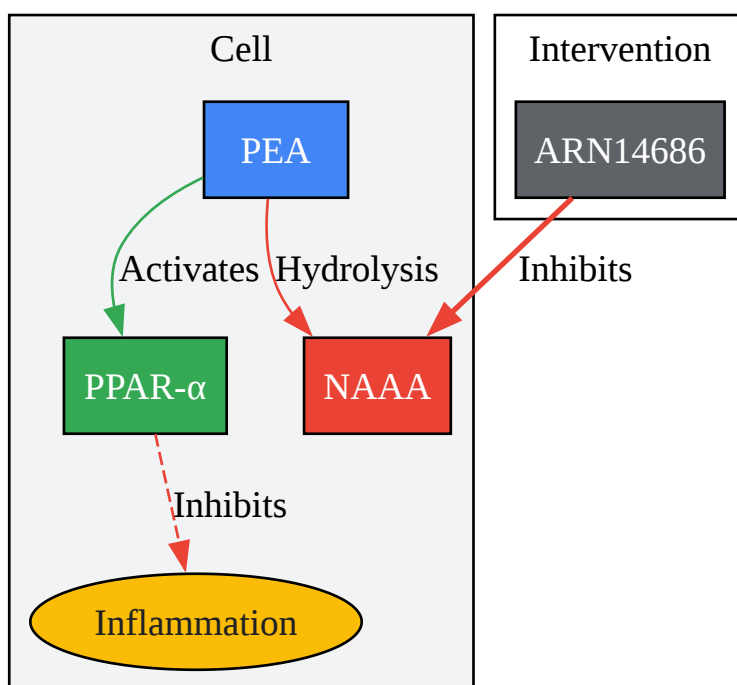 Cell
Intervention
PEA
ARN14686
Activates
Hydrolysis
Inhibits
PPAR-α
NAAA
Inhibits
Inflammation